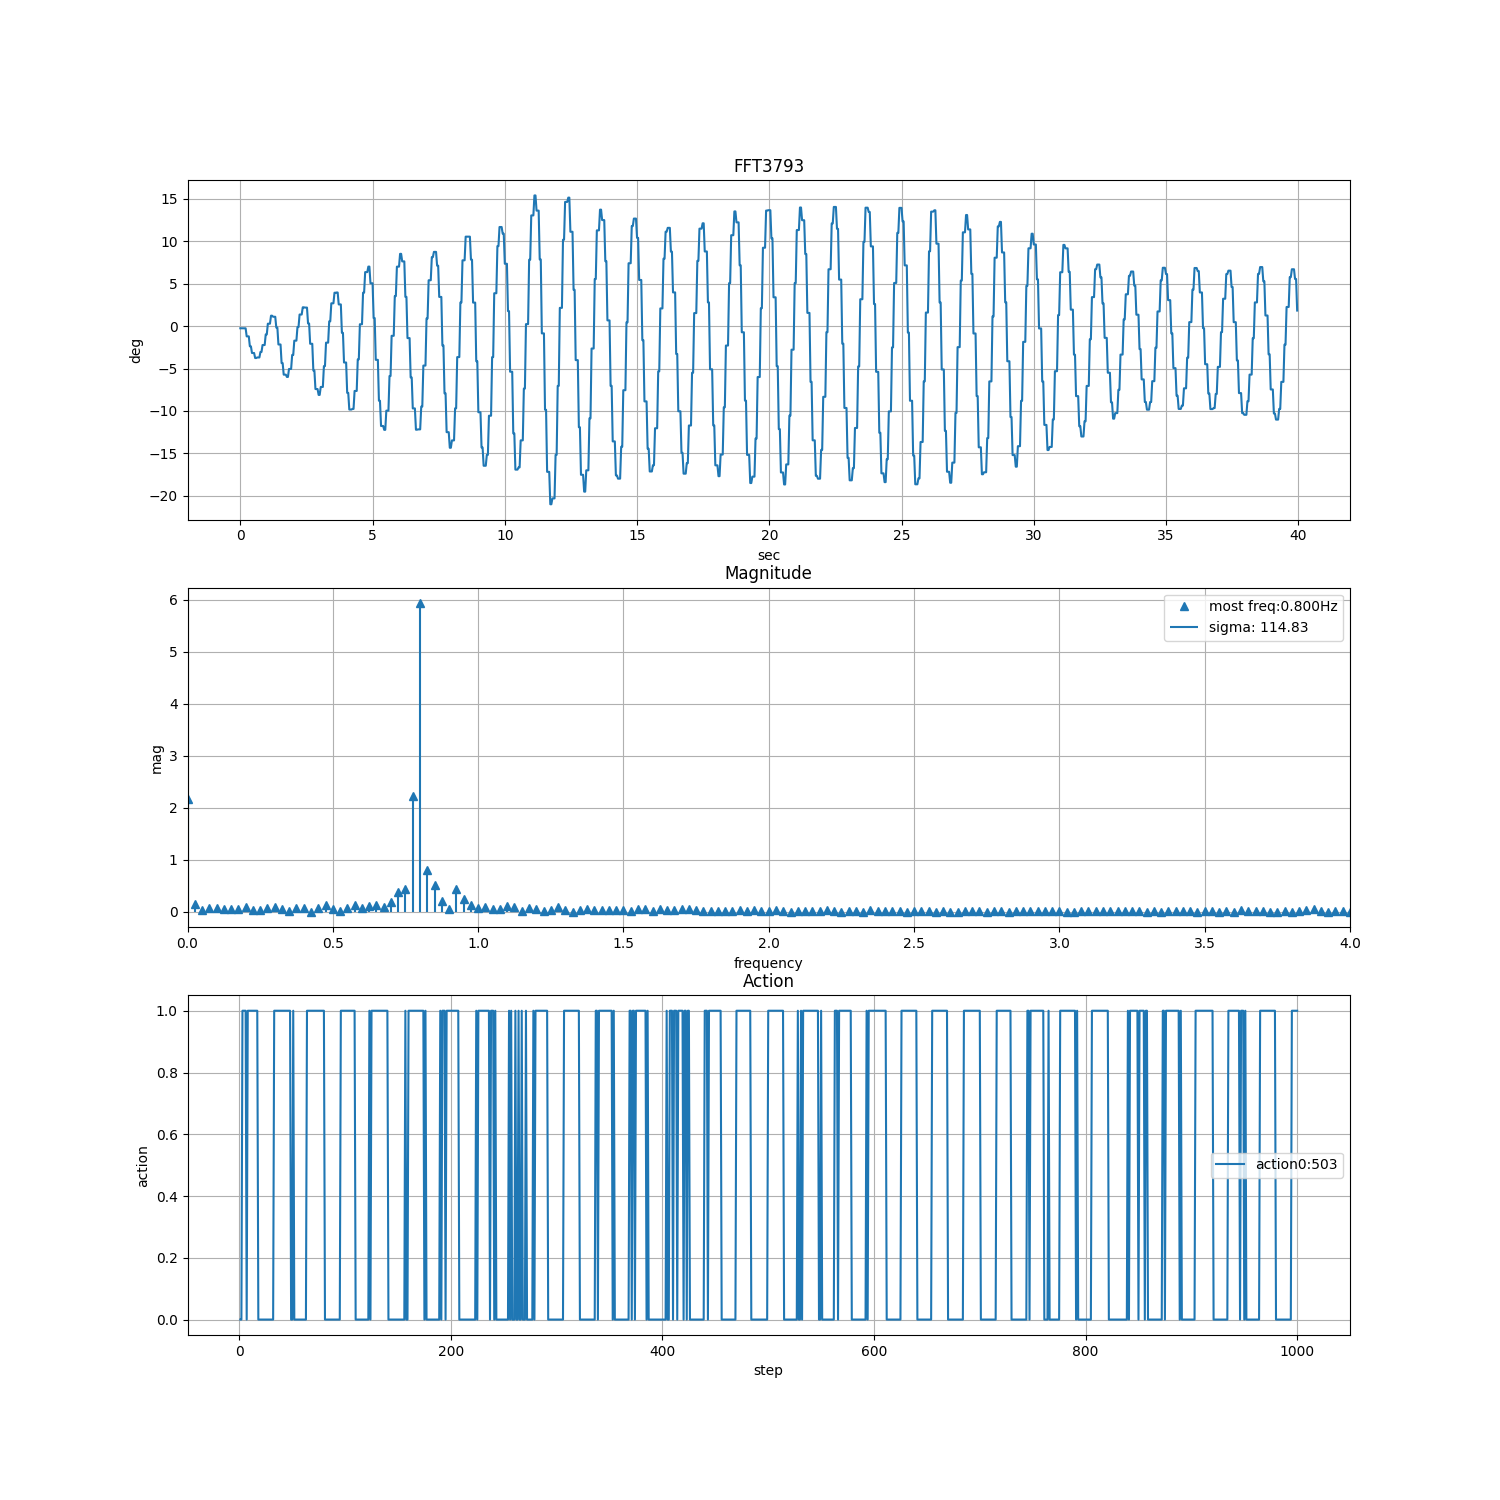 FFT3793
15
10
5
0
−5
−10
−15
−20
deg
0 5 10 15 20 25 30 35 40
sec
Magnitude
6
5
4
3
2
1
0
mag
most freq:0.800Hz
sigma: 114.83
0.0 0.5 1.0 1.5 2.0 2.5 3.0 3.5 4.0
frequency
Action
1.0
0.8
0.6
0.4
0.2
0.0
action
action0:503
0 200 400 600 800 1000
step